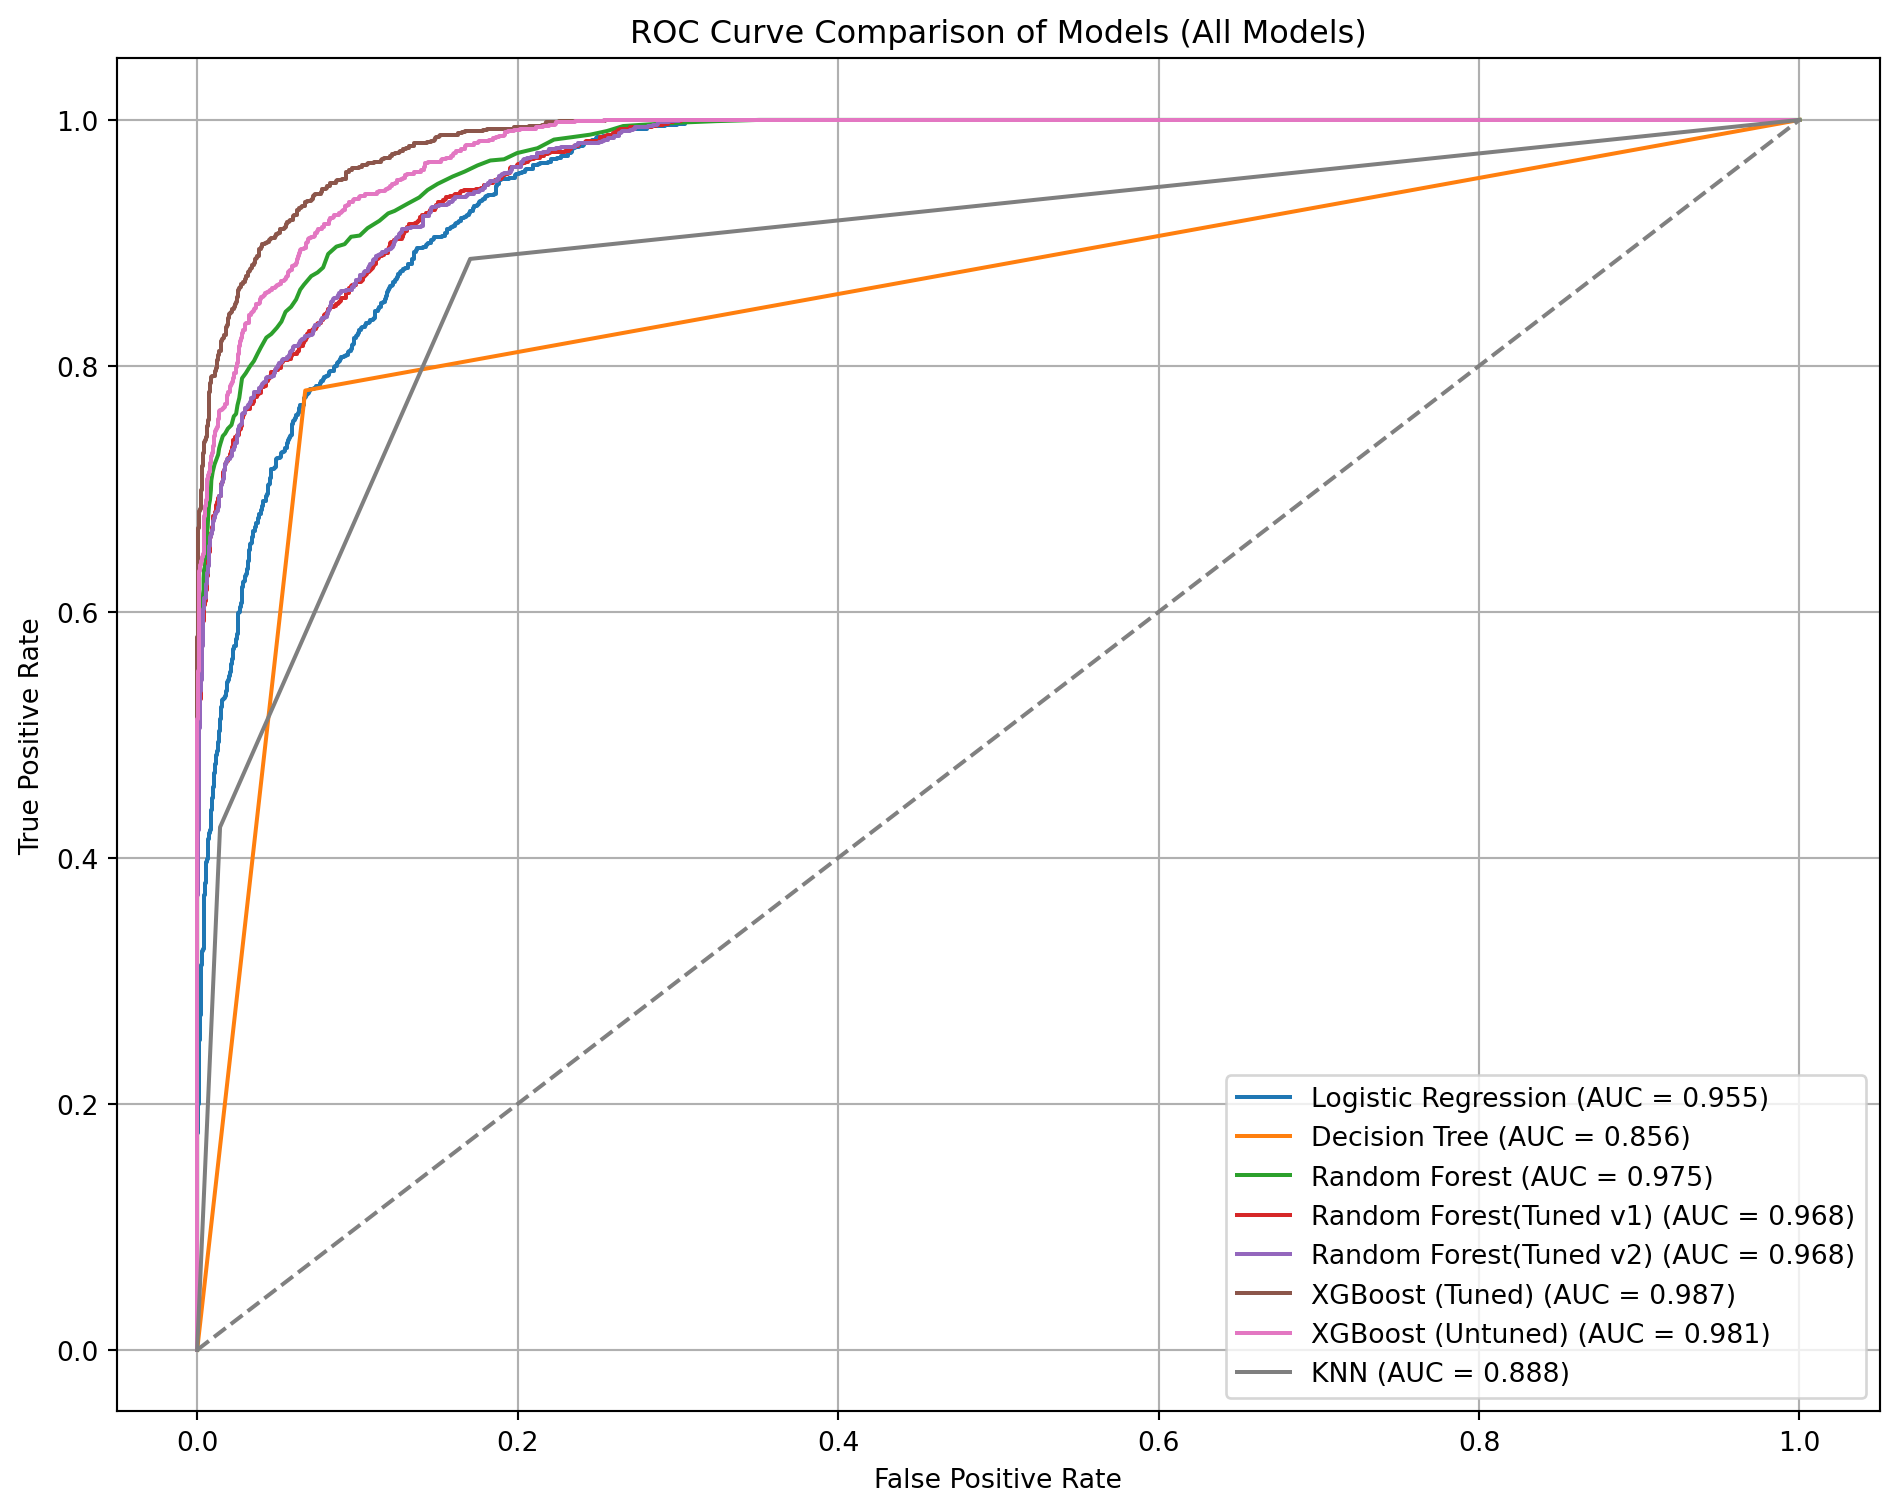 ROC Curve Comparison of Models (All Models)
True Positive Rate
1.0
0.8
0.6
0.4
0.2
0.0
Logistic Regression (AUC = 0.955)
Decision Tree (AUC = 0.856)
Random Forest (AUC = 0.975)
Random Forest(Tuned v1) (AUC = 0.968)
Random Forest(Tuned v2) (AUC = 0.968)
XGBoost (Tuned) (AUC = 0.987)
XGBoost (Untuned) (AUC = 0.981)
KNN (AUC = 0.888)
0.0 0.2 0.4 0.6 0.8 1.0
False Positive Rate